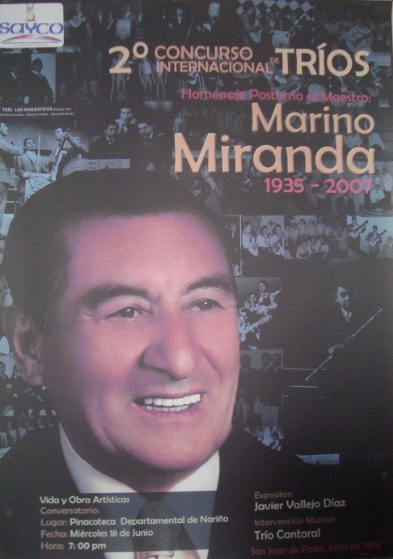 SAYCO
2º CONCURSO
INTERNACIONAL DE TRÍOS
Homenaje Postumo al Maestro:
Marino
Miranda
1935 - 2007
Vida y Obra Artísticas
Conversatorio:
Lugar: Pinacoteca Departamental de Nariño
Fecha: Miércoles 18 de Junio
Hora: 7: 00 pm
Expositor:
Javier Vallejo Díaz
Intervención Musical:
Trío Cantoral
San Juan de Pasto, Junio de 2014